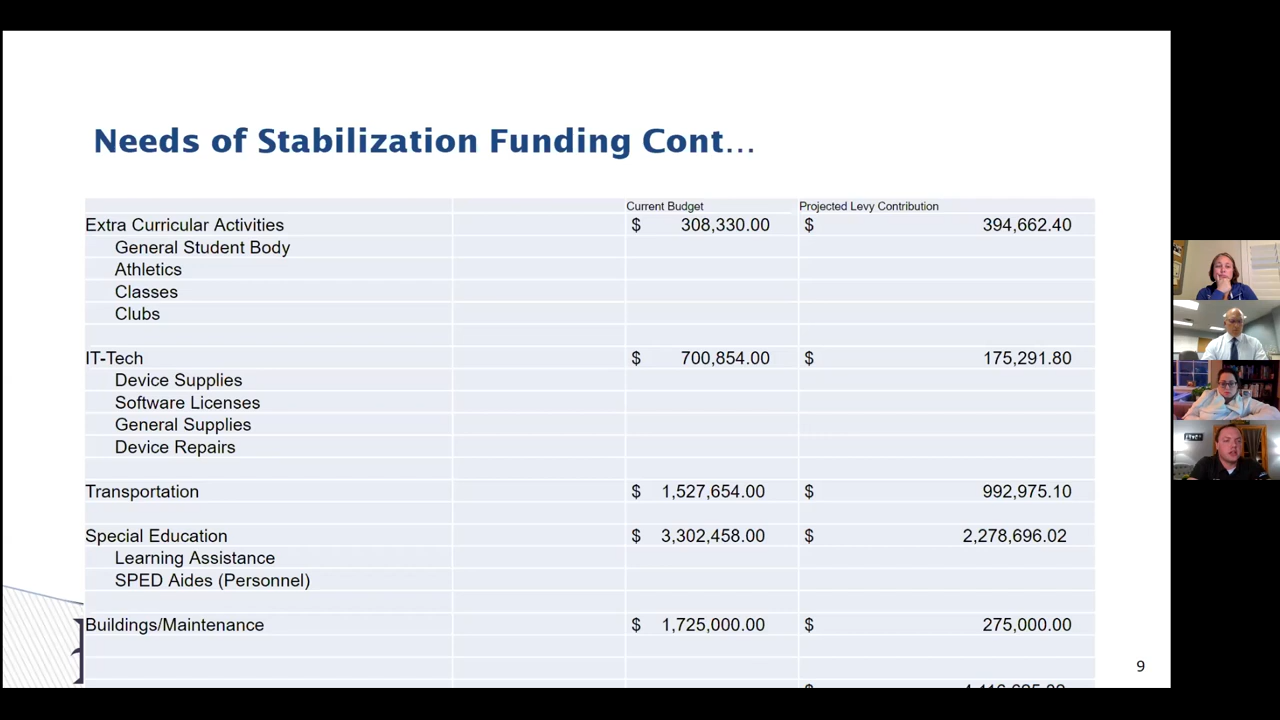 Needs of Stabilization Funding Cont...
Current Budget Projected Levy Contribution
Extra Curricular Activities $ 308,330.00 $ 394,662.40
General Student Body
Athletics
Classes
Clubs
IT-Tech $ 700,854.00 $ 175,291.80
Device Supplies
Software Licenses
General Supplies
Device Repairs
Transportation $ 1,527,654.00 $ 992,975.10
Special Education $ 3,302,458.00 $ 2,278,696.02
Learning Assistance
SPED Aides (Personnel)
Buildings/Maintenance $ 1,725,000.00 $ 275,000.00
$
9